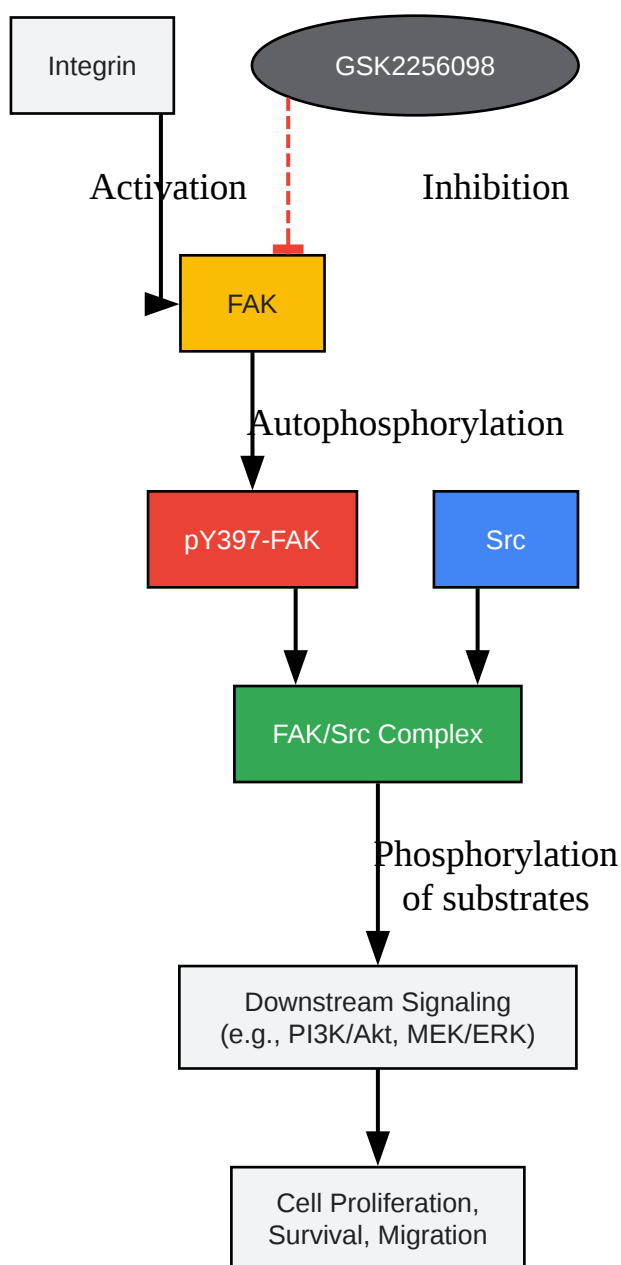 Integrin
GSK2256098
Activation
Inhibition
FAK
Autophosphorylation
pY397-FAK
Src
FAK/Src Complex
Phosphorylation
of substrates
Downstream Signaling
(e.g., PI3K/Akt, MEK/ERK)
Cell Proliferation,
Survival, Migration